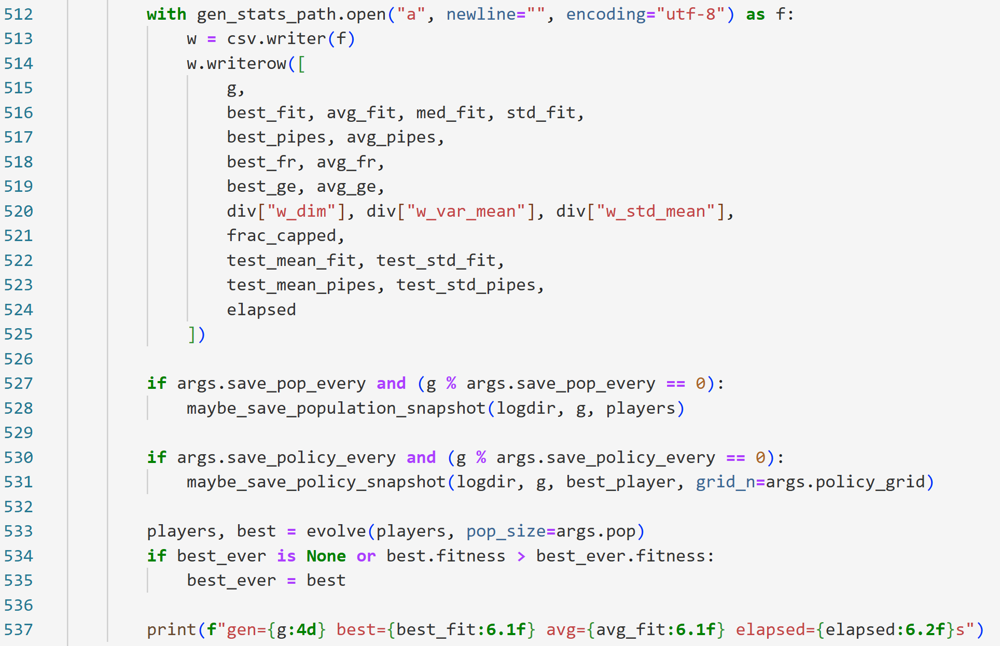 512 with gen_stats_path.open("a", newline="", encoding="utf-8") as f:
513     w = csv.writer(f)
514     w.writerow([
515         g,
516         best_fit, avg_fit, med_fit, std_fit,
517         best_pipes, avg_pipes,
518         best_fr, avg_fr,
519         best_ge, avg_ge,
520         div["w_dim"], div["w_var_mean"], div["w_std_mean"],
521         frac_capped,
522         test_mean_fit, test_std_fit,
523         test_mean_pipes, test_std_pipes,
524         elapsed
525     ])
526
527 if args.save_pop_every and (g % args.save_pop_every == 0):
528     maybe_save_population_snapshot(logdir, g, players)
529
530 if args.save_policy_every and (g % args.save_policy_every == 0):
531     maybe_save_policy_snapshot(logdir, g, best_player, grid_n=args.policy_grid)
532
533 players, best = evolve(players, pop_size=args.pop)
534 if best_ever is None or best.fitness > best_ever.fitness:
535     best_ever = best
536
537 print(f"gen={g:4d} best={best_fit:6.1f} avg={avg_fit:6.1f} elapsed={elapsed:6.2f}s")